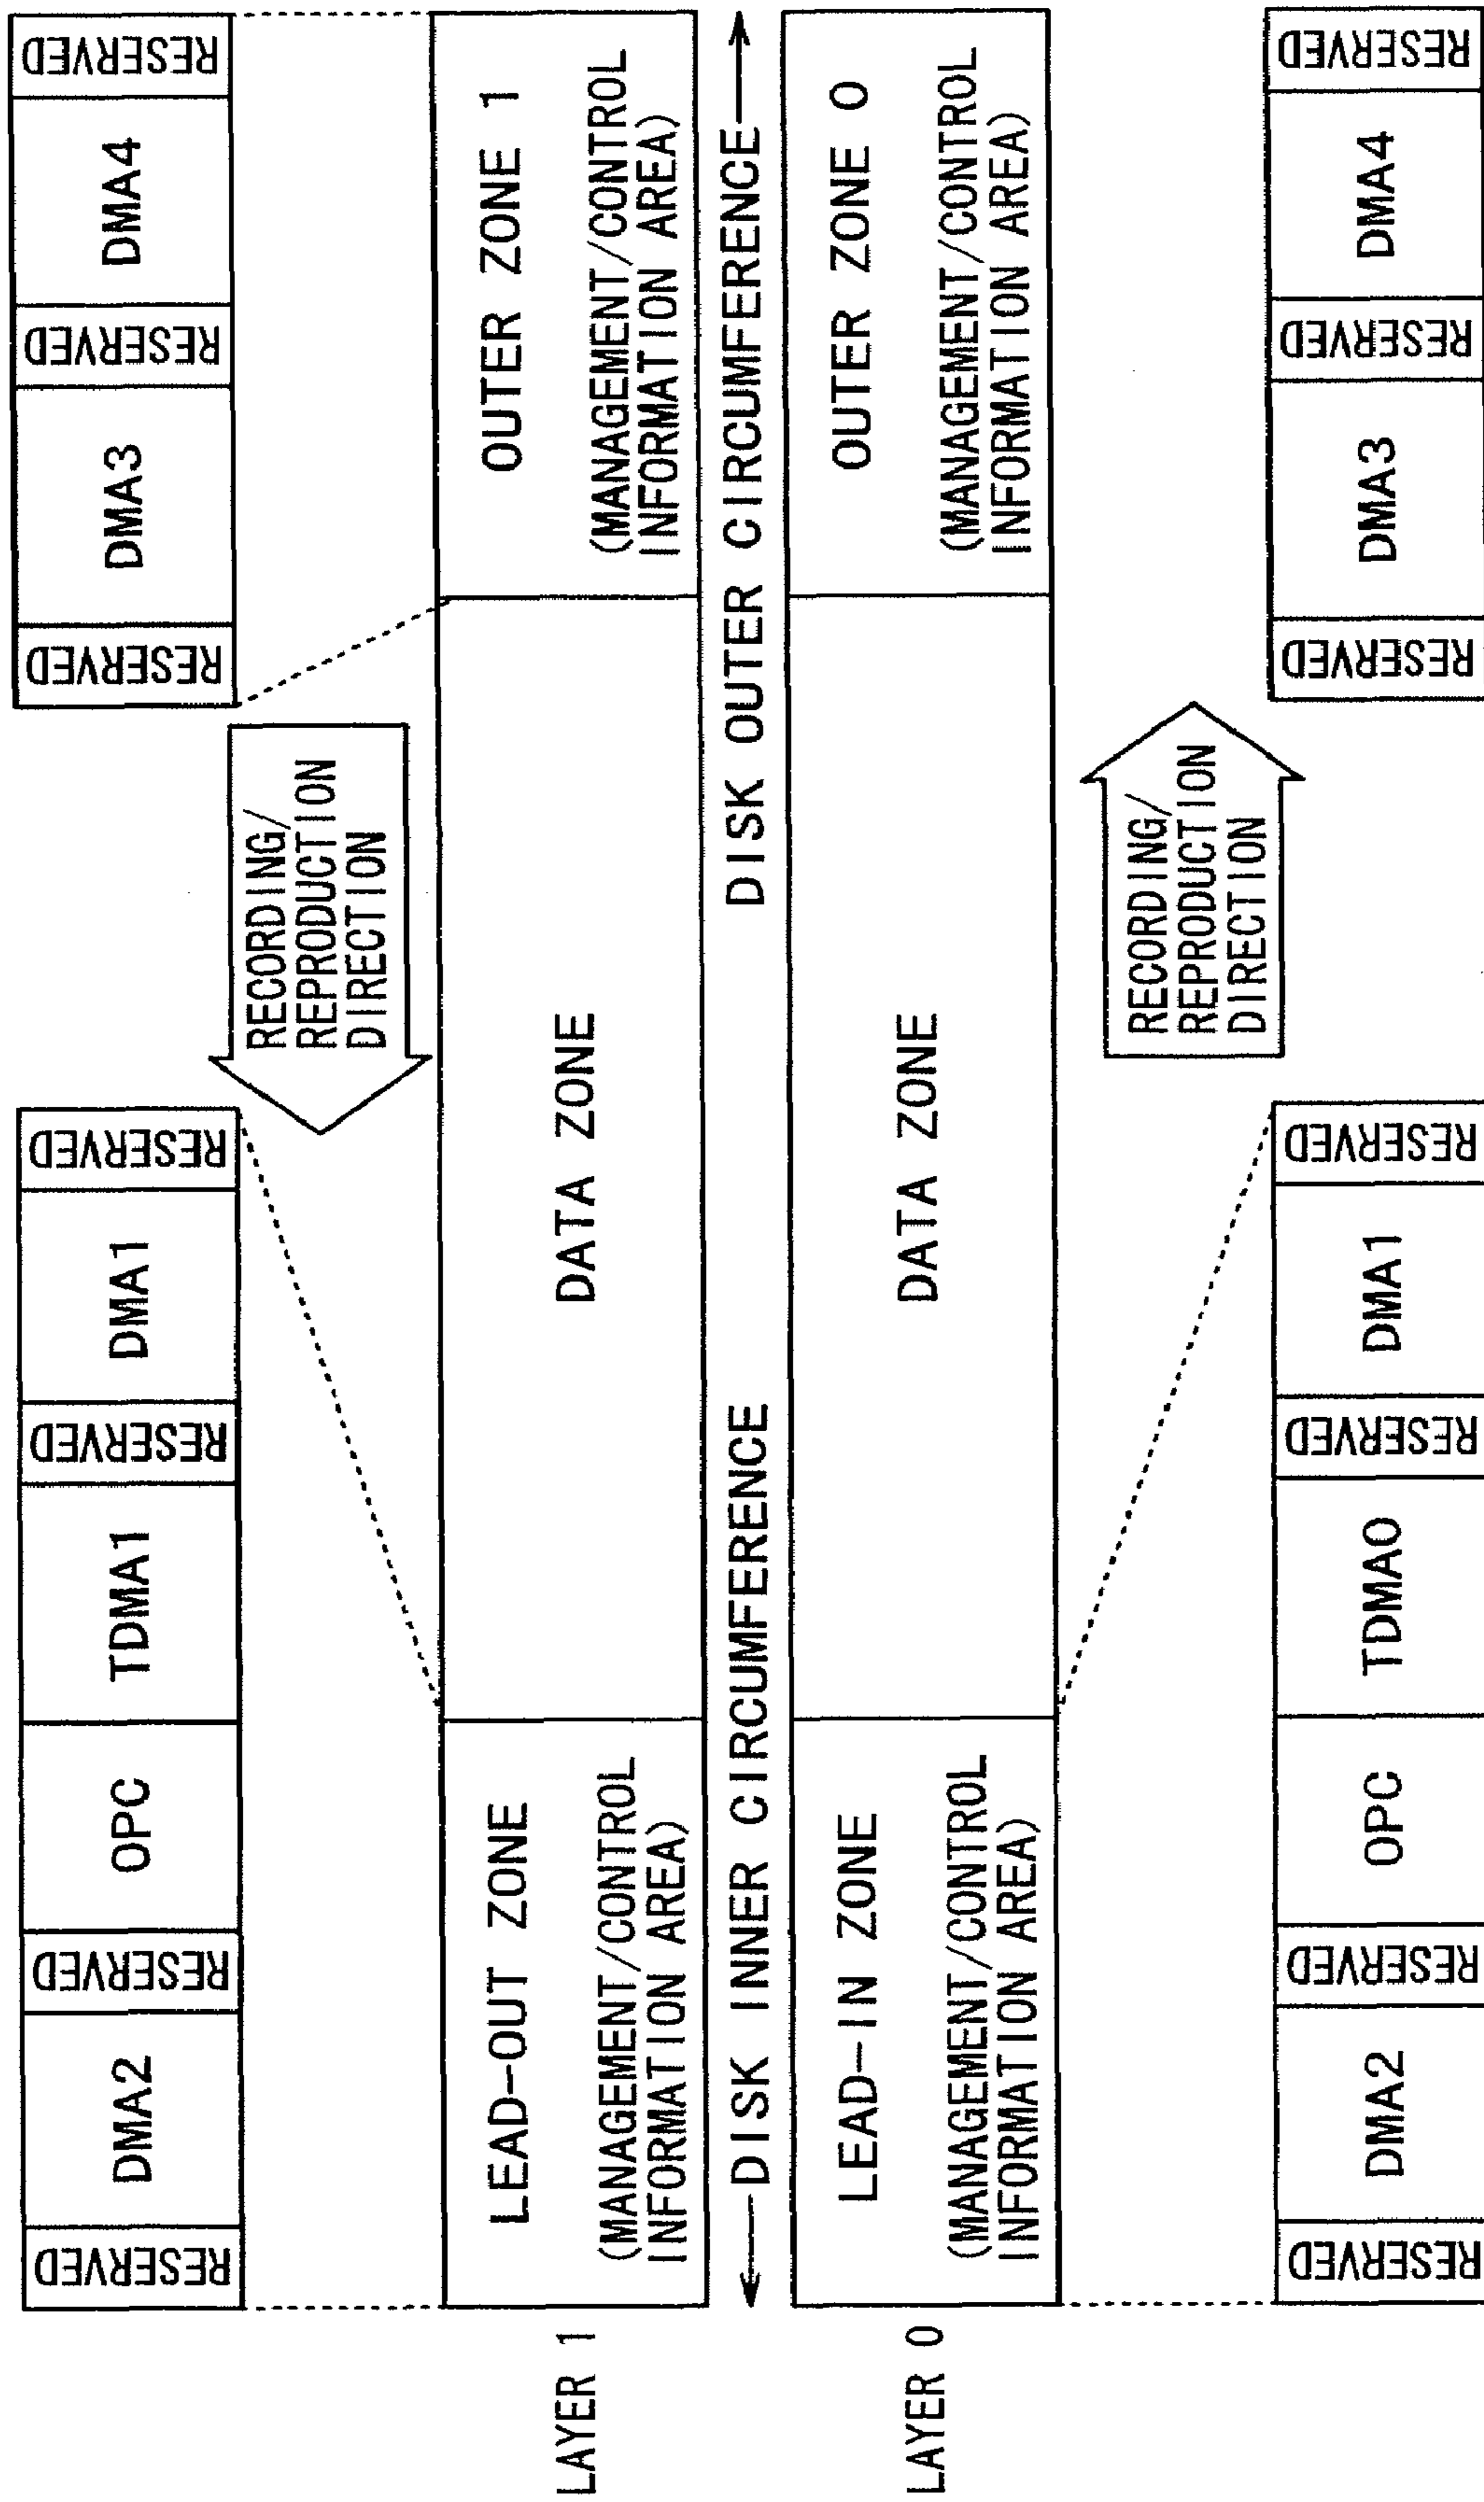 RESERVED
DMA2
RESERVED
OPC
TDMA1
RESERVED
DMA1
RESERVED
RESERVED
DMA3
RESERVED
DMA4
RESERVED
RECORDING/
REPRODUCTION
DIRECTION
LAYER 1
LEAD-OUT ZONE
(MANAGEMENT/CONTROL
INFORMATION AREA)
DATA ZONE
OUTER ZONE 1
(MANAGEMENT/CONTROL
INFORMATION AREA)
DISK INNER CIRCUMFERENCE
DISK OUTER CIRCUMFERENCE
LAYER 0
LEAD-IN ZONE
(MANAGEMENT/CONTROL
INFORMATION AREA)
DATA ZONE
OUTER ZONE 0
(MANAGEMENT/CONTROL
INFORMATION AREA)
RECORDING/
REPRODUCTION
DIRECTION
RESERVED
DMA2
RESERVED
OPC
TDMA0
RESERVED
DMA1
RESERVED
RESERVED
DMA3
RESERVED
DMA4
RESERVED